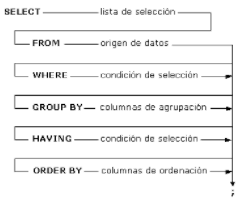 SELECT lista de selección
FROM origen de datos
WHERE condición de selección
GROUP BY columnas de agrupación
HAVING condición de selección
ORDER BY columnas de ordenación
;